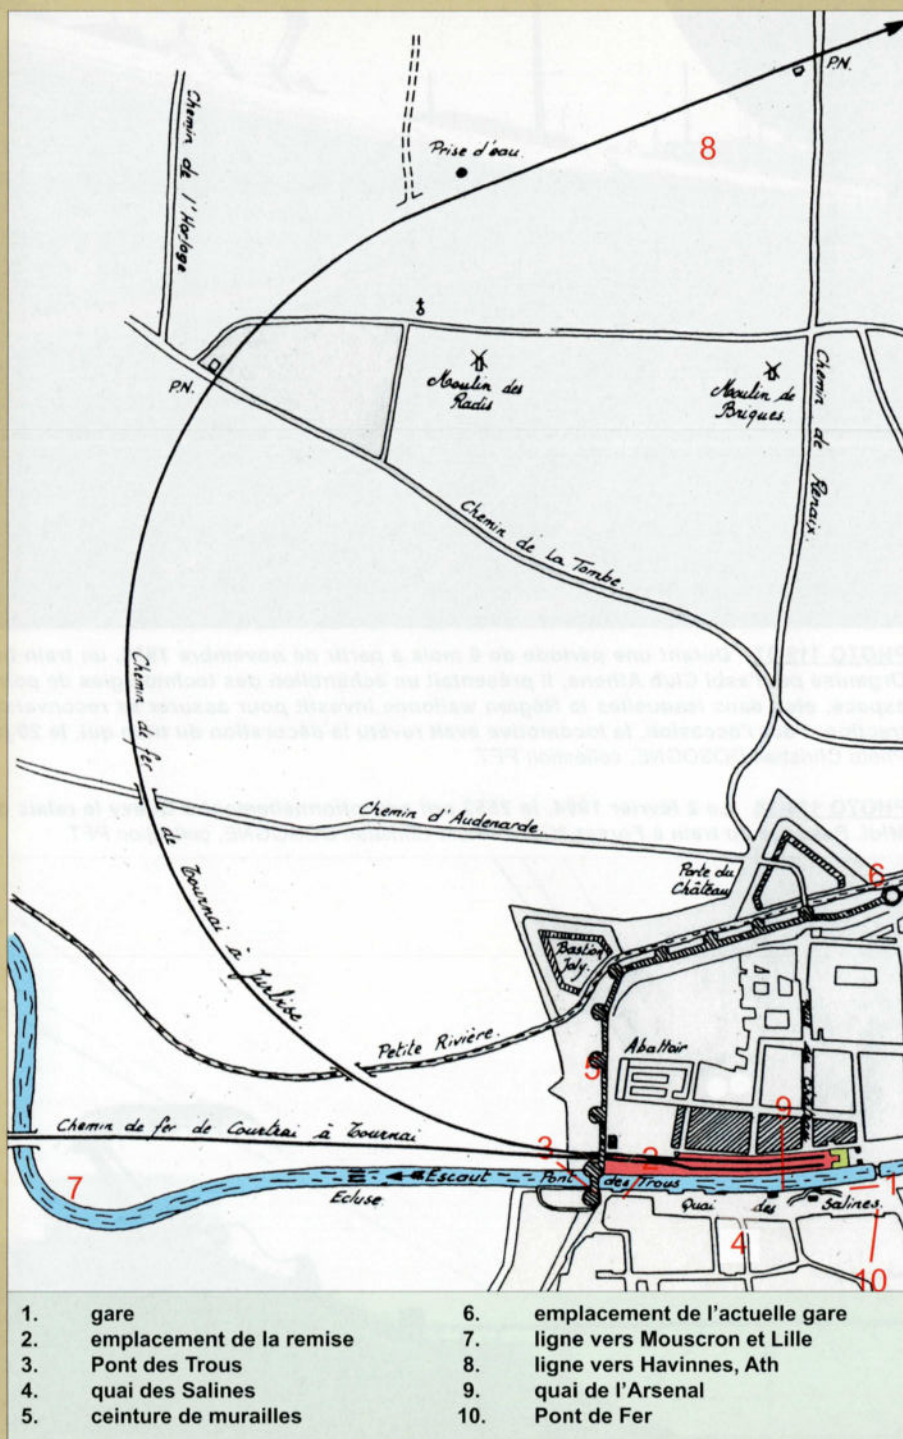 P.N.
8
Prise d'eau.
Chemin de l'Horloge
P.N.
Moulin des
Radis
Moulin de
Briques.
Chemin de Renaix.
Chemin de La Tombe.
Chemin de fer de Tournai à Jurbise.
Chemin d'Audenarde.
Porte du
Château
6
Bastion
Joly.
Petite Rivière.
Abattoir
5
9
Chemin de fer de Courtrai à Tournai
3
2
7
Escaut
Pont des Trous
Ecluse
Quai des Salines.
1
4
10
1. gare
2. emplacement de la remise
3. Pont des Trous
4. quai des Salines
5. ceinture de murailles
6. emplacement de l'actuelle gare
7. ligne vers Mouscron et Lille
8. ligne vers Havinnes, Ath
9. quai de l'Arsenal
10. Pont de Fer